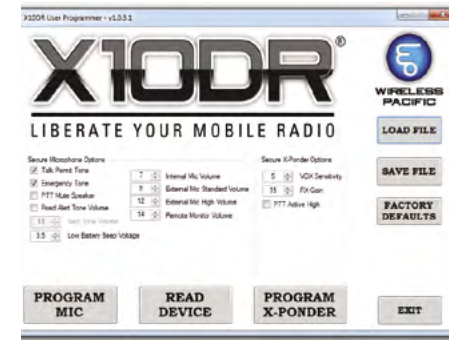 X10DR User Programmer - v1.0.3.1
X10DR®
LIBERATE YOUR MOBILE RADIO
WIRELESS
PACIFIC
LOAD FILE
SAVE FILE
FACTORY
DEFAULTS
Secure Microphone Options
Talk Permit Tone
Emergency Tone
PTT Mute Speaker
Read Alert Tone Volume
Alert Tone Volume
3.5 Low Battery Beep Voltage
7 Internal Mic Volume
External Mic Standard Volume
12 External Mic High Volume
14 Remote Monitor Volume
Secure X-Ponder Options
5 VOX Sensitivity
15 RX Gain
PTT Active High
PROGRAM
MIC
READ
DEVICE
PROGRAM
X-PONDER
EXIT